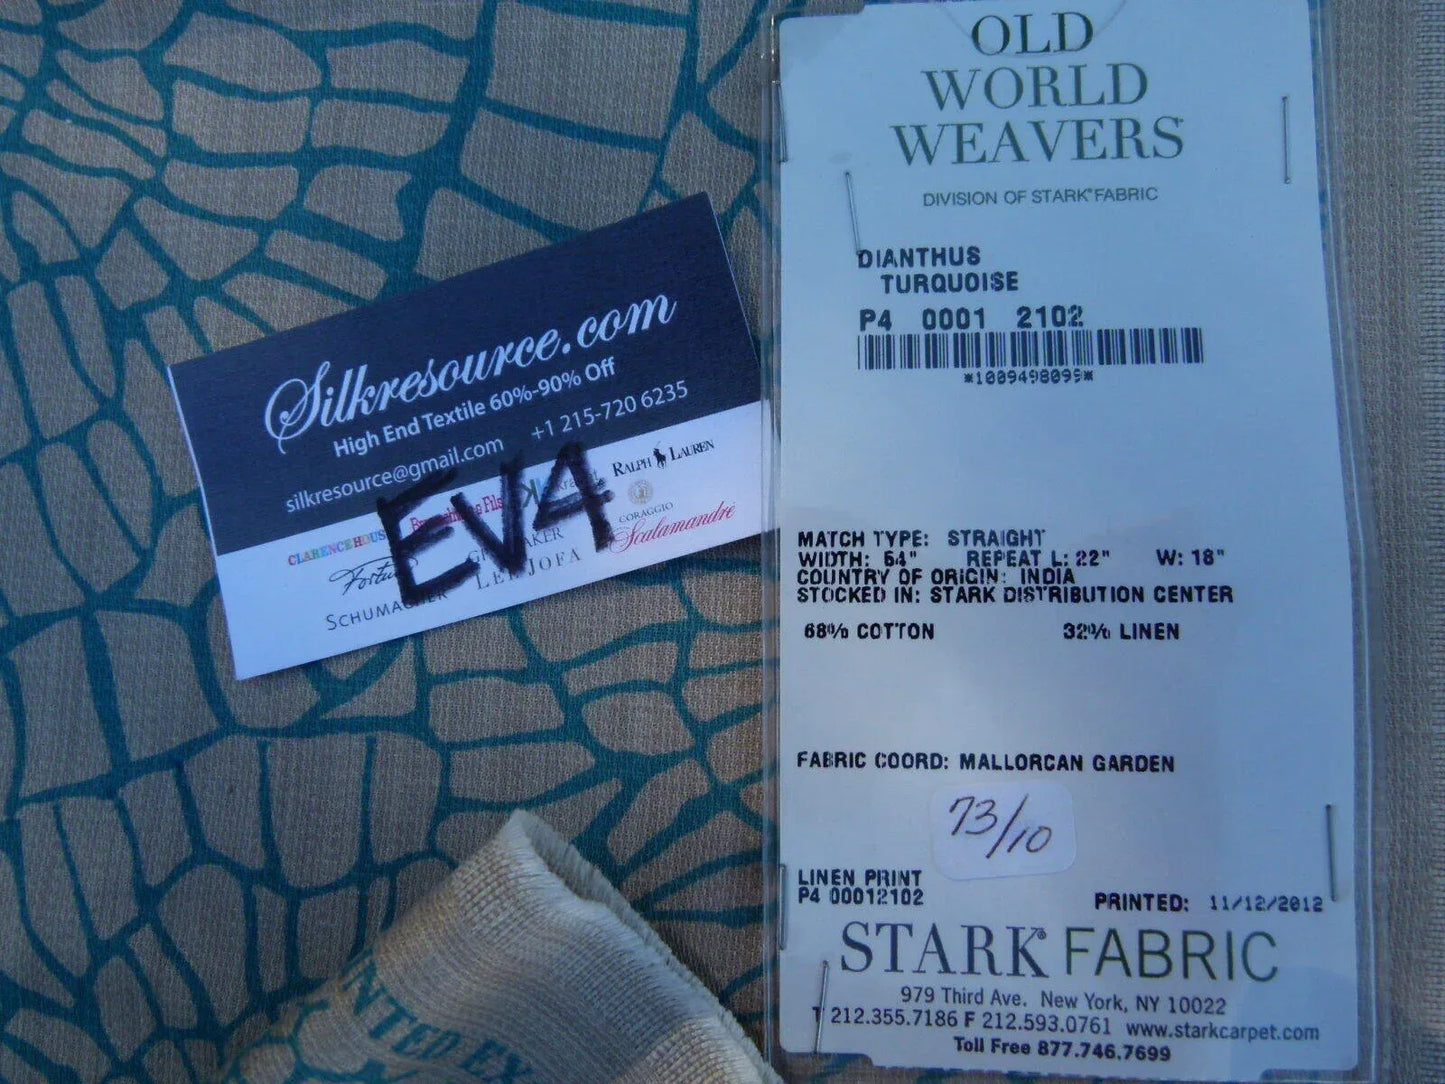 Silkresource.com
High End Textile 60%-90% Off
silkresource@gmail.com +1 215-720 6235
EV4
RALPH LAUREN
CLARENCE HOUSE
CORAGGIO
Scalamandré
LEE JOFA
SCHUMACHER
OLD
WORLD
WEAVERS
DIVISION OF STARK® FABRIC
DIANTHUS
TURQUOISE
P4 0001 2102
*1009498099*
MATCH TYPE: STRAIGHT
WIDTH: 54" REPEAT L: 22" W: 18"
COUNTRY OF ORIGIN: INDIA
STOCKED IN: STARK DISTRIBUTION CENTER
68% COTTON 32% LINEN
FABRIC COORD: MALLORCAN GARDEN
73/10
LINEN PRINT
P4 00012102 PRINTED: 11/12/2012
STARK® FABRIC
979 Third Ave. New York, NY 10022
T 212.355.7186 F 212.593.0761 www.starkcarpet.com
Toll Free 877.746.7699